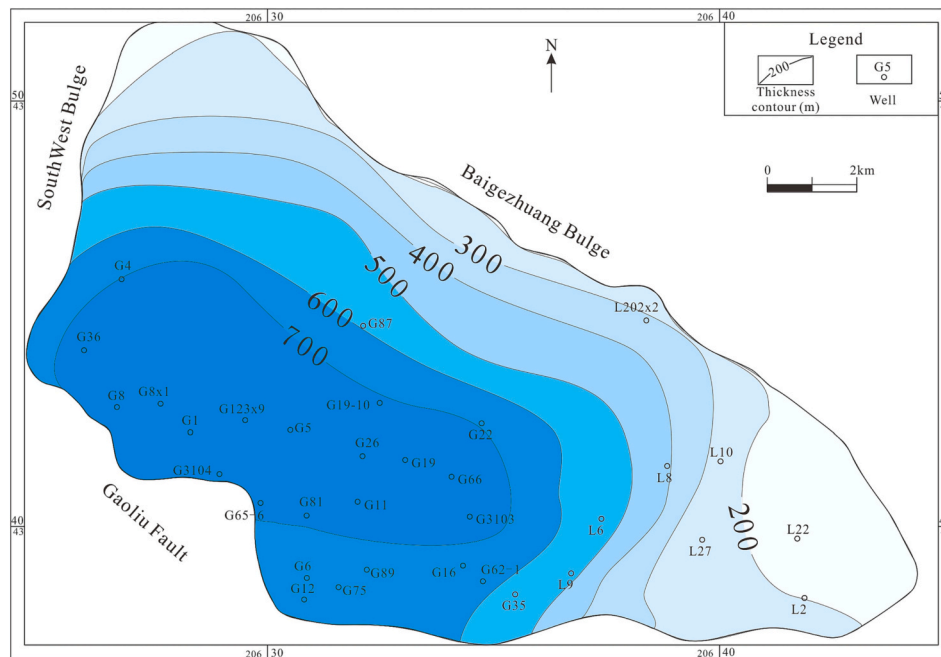 206 30
206 40
Legend
200
G5
Thickness
contour (m)
Well
N
0
2km
50
43
SouthWest Bulge
Baigezhuang Bulge
300
400
500
600
700
G4
G87
L202x2
G36
G8
G8x1
G1
G123x9
G5
G19-10
G22
G26
G19
G66
L10
L8
G3104
G65-6
G81
G11
G3103
Gaoliu Fault
40
43
L6
200
L22
L27
G6
G12
G75
G89
G16
G62-1
G35
L9
L2
206 30
206 40